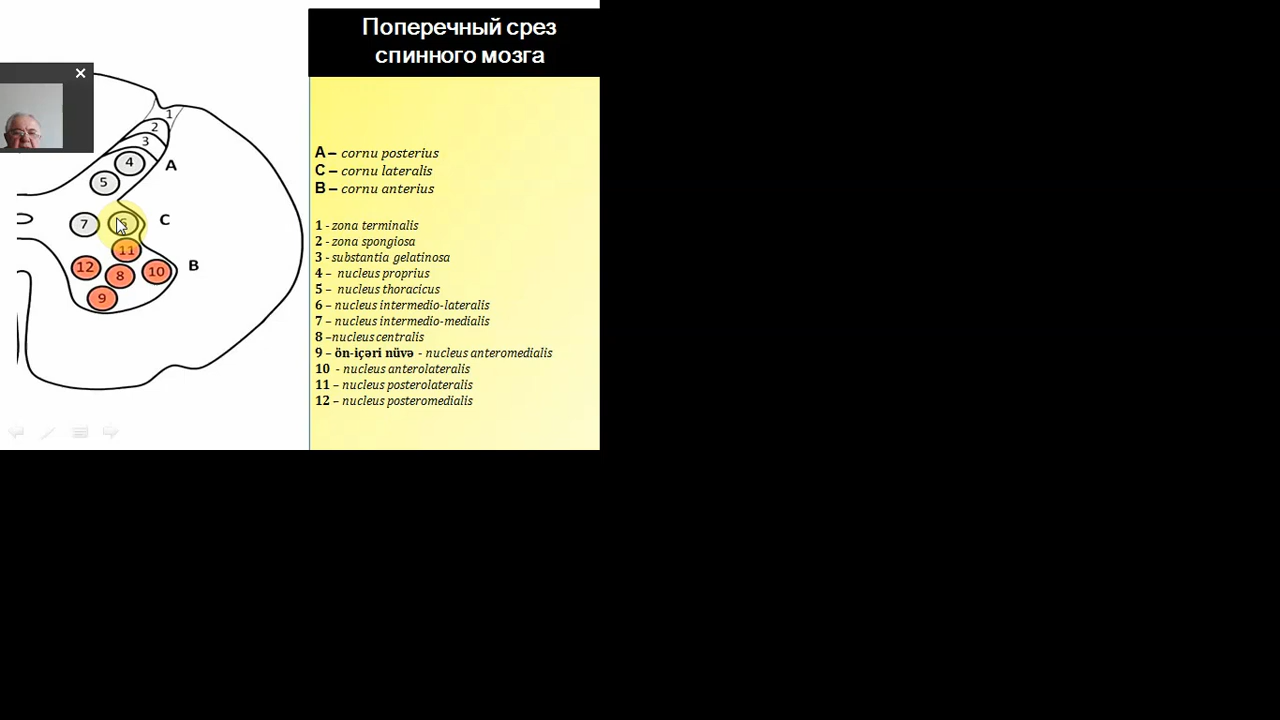 Поперечный срез
спинного мозга
1
2
3
4
A
5
7
C
11
12
8
10
B
9
A – cornu posterius
C – cornu lateralis
B – cornu anterius
1 - zona terminalis
2 - zona spongiosa
3 - substantia gelatinosa
4 – nucleus proprius
5 – nucleus thoracicus
6 – nucleus intermedio-lateralis
7 – nucleus intermedio-medialis
8 –nucleus centralis
9 – ön-içəri nüvə - nucleus anteromedialis
10 - nucleus anterolateralis
11 – nucleus posterolateralis
12 – nucleus posteromedialis